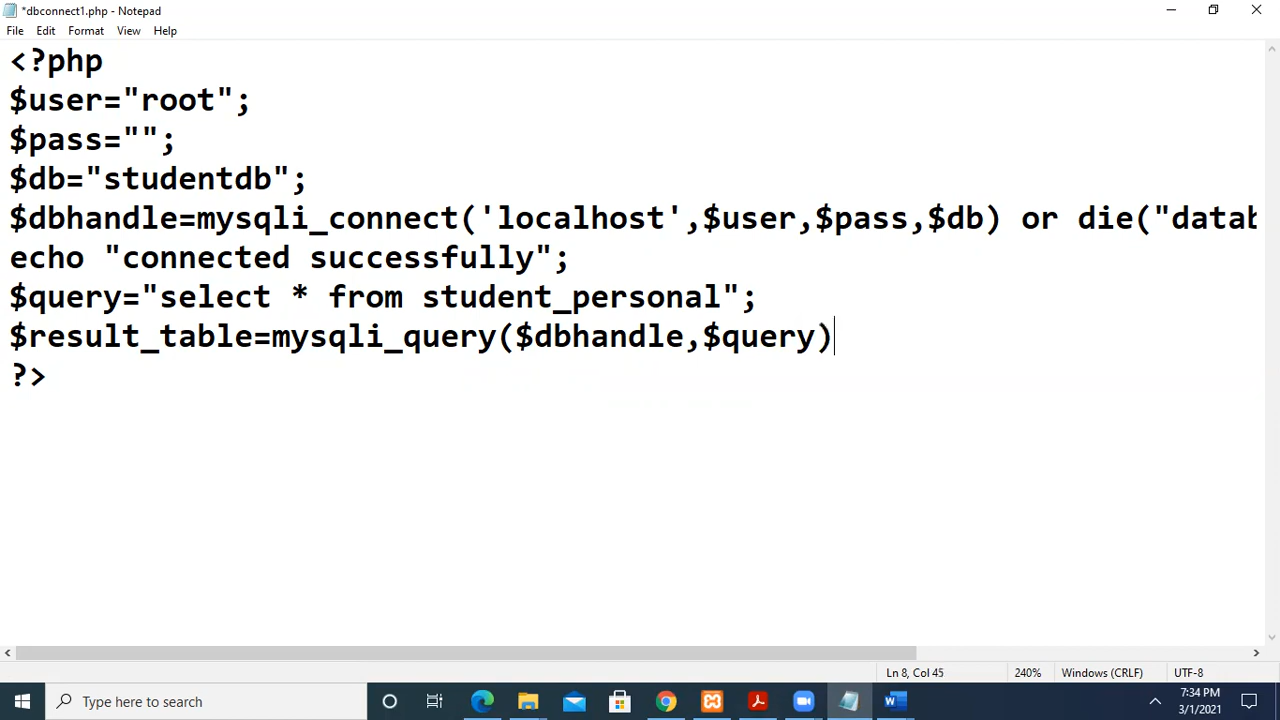 *dbconnect1.php - Notepad
File Edit Format View Help
<?php
$user="root";
$pass="";
$db="studentdb";
$dbhandle=mysqli_connect('localhost',$user,$pass,$db) or die("datab
echo "connected successfully";
$query="select * from student_personal";
$result_table=mysqli_query($dbhandle,$query)
?>
Ln 8, Col 45 240% Windows (CRLF) UTF-8
Type here to search
7:34 PM
3/1/2021